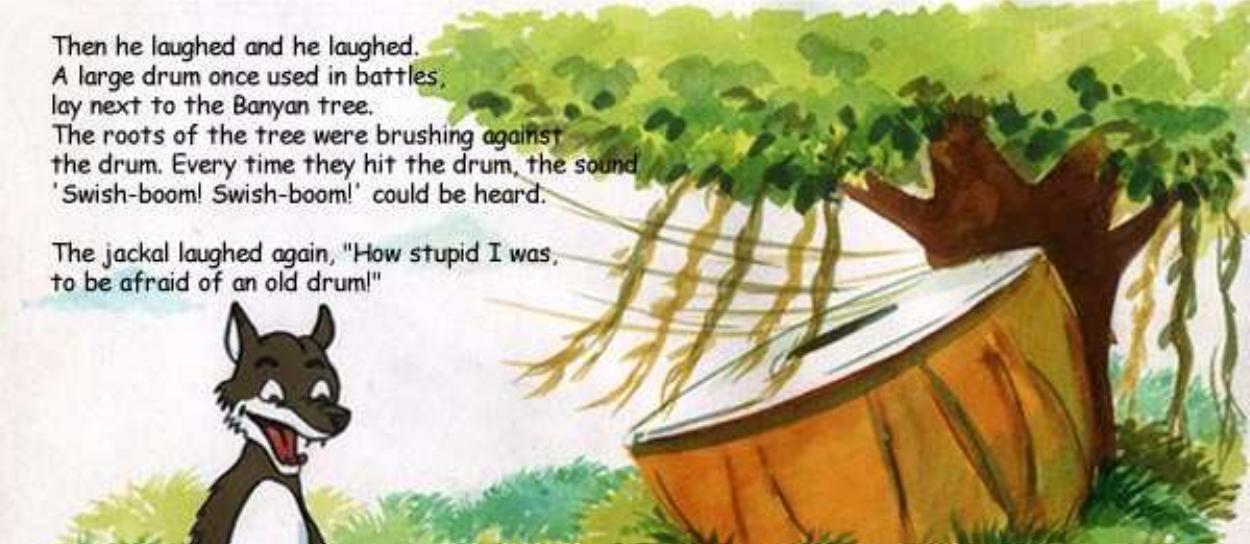 Then he laughed and he laughed.
A large drum once used in battles,
lay next to the Banyan tree.
The roots of the tree were brushing against
the drum. Every time they hit the drum, the sound
'Swish-boom! Swish-boom!' could be heard.
The jackal laughed again, "How stupid I was,
to be afraid of an old drum!"